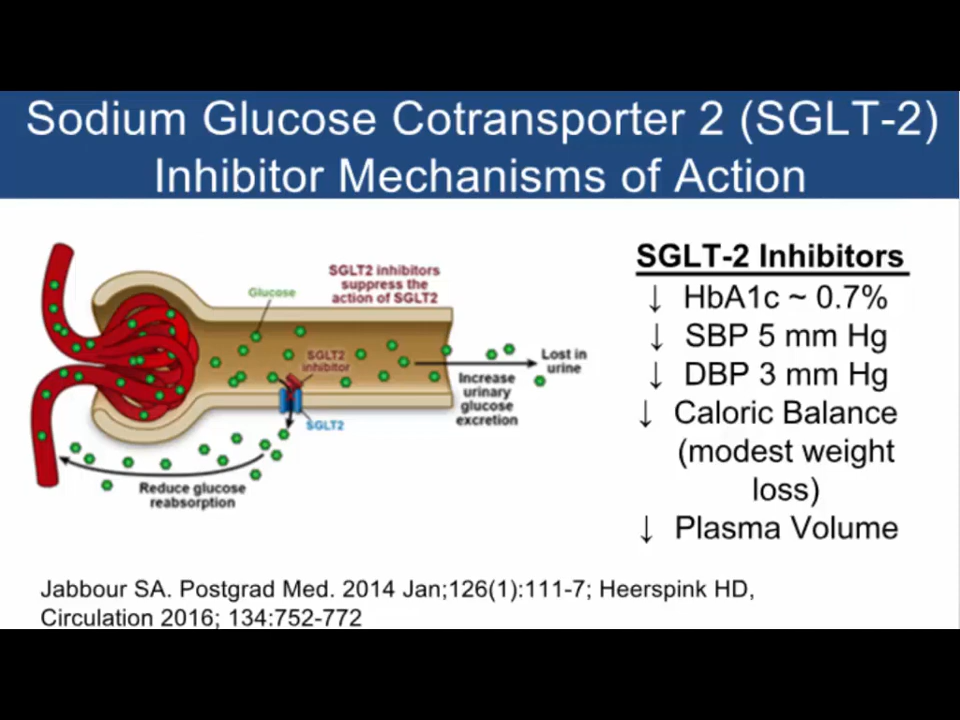 Sodium Glucose Cotransporter 2 (SGLT-2)
Inhibitor Mechanisms of Action
SGLT2 inhibitors
suppress the
action of SGLT2
Glucose
SGLT2
inhibitor
SGLT2
Lost in
urine
Increase
urinary
glucose
excretion
Reduce glucose
reabsorption
SGLT-2 Inhibitors
↓ HbA1c ~ 0.7%
↓ SBP 5 mm Hg
↓ DBP 3 mm Hg
↓ Caloric Balance
(modest weight
loss)
↓ Plasma Volume
Jabbour SA. Postgrad Med. 2014 Jan;126(1):111-7; Heerspink HD,
Circulation 2016; 134:752-772